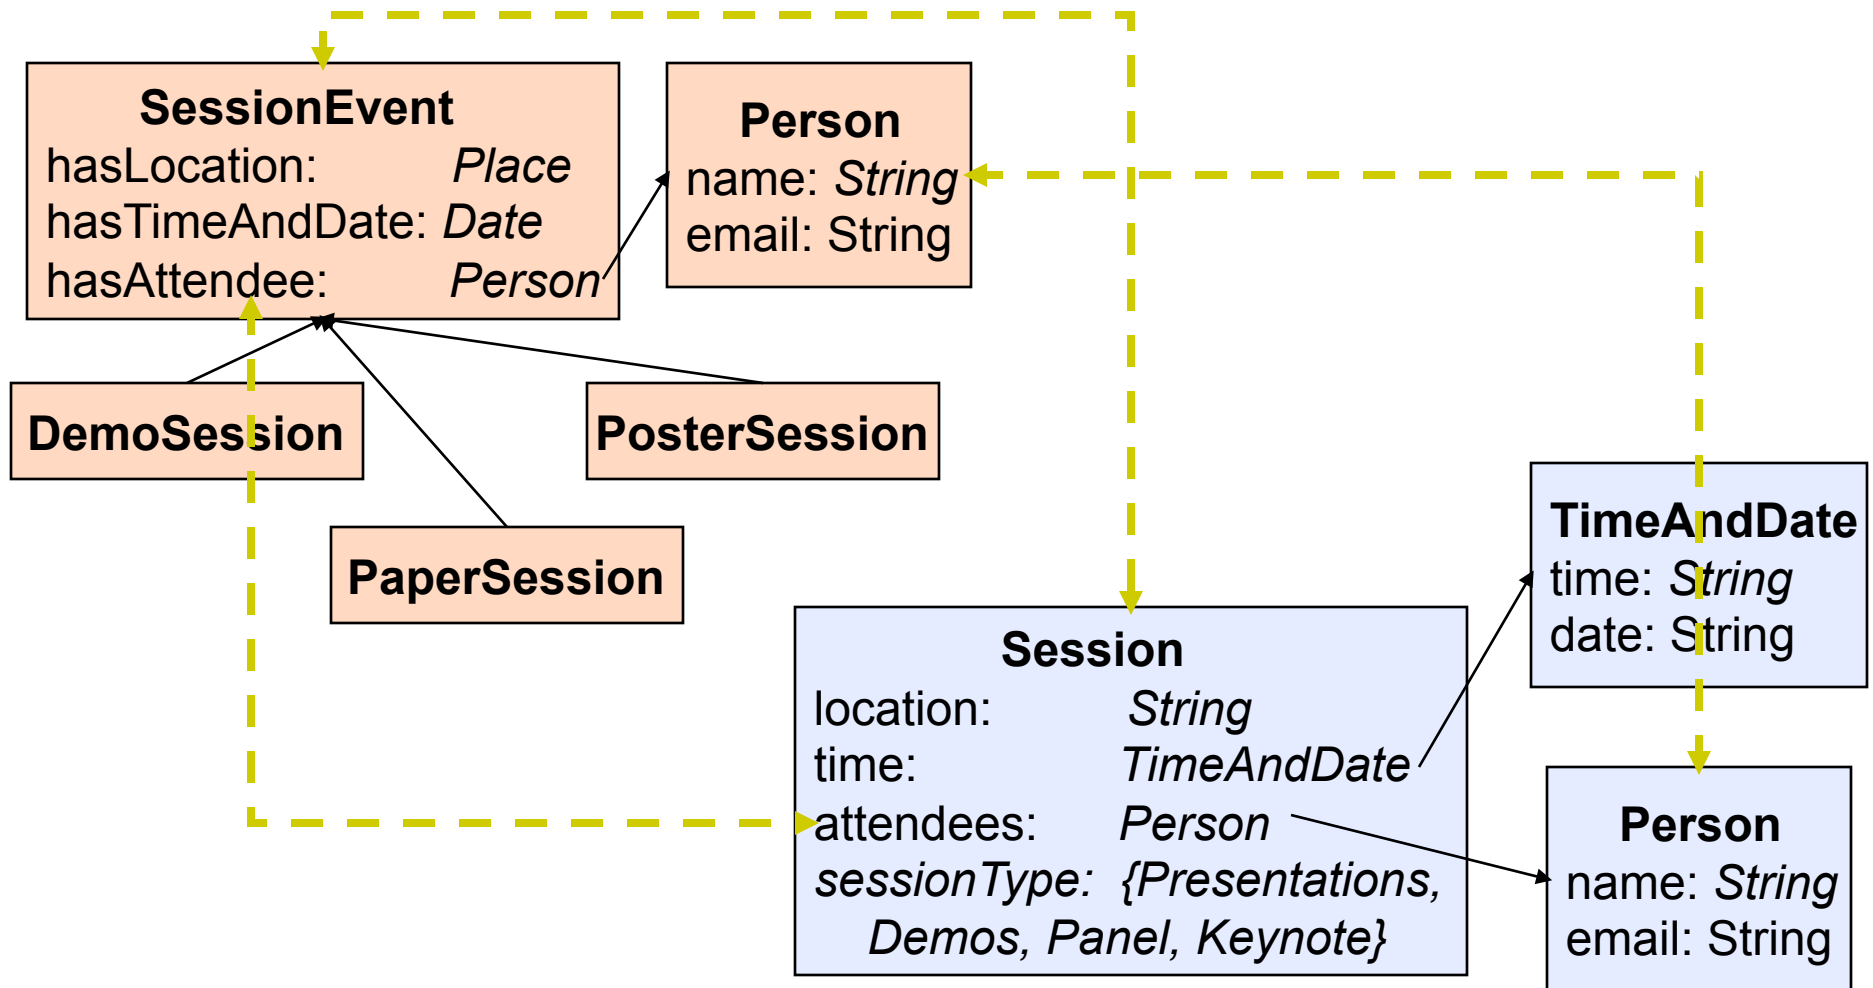 SessionEvent
hasLocation: Place
hasTimeAndDate: Date
hasAttendee: Person
Person
name: String
email: String
DemoSession
PosterSession
PaperSession
TimeAndDate
time: String
date: String
Session
location: String
time: TimeAndDate
attendees: Person
sessionType: {Presentations,
Demos, Panel, Keynote}
Person
name: String
email: String